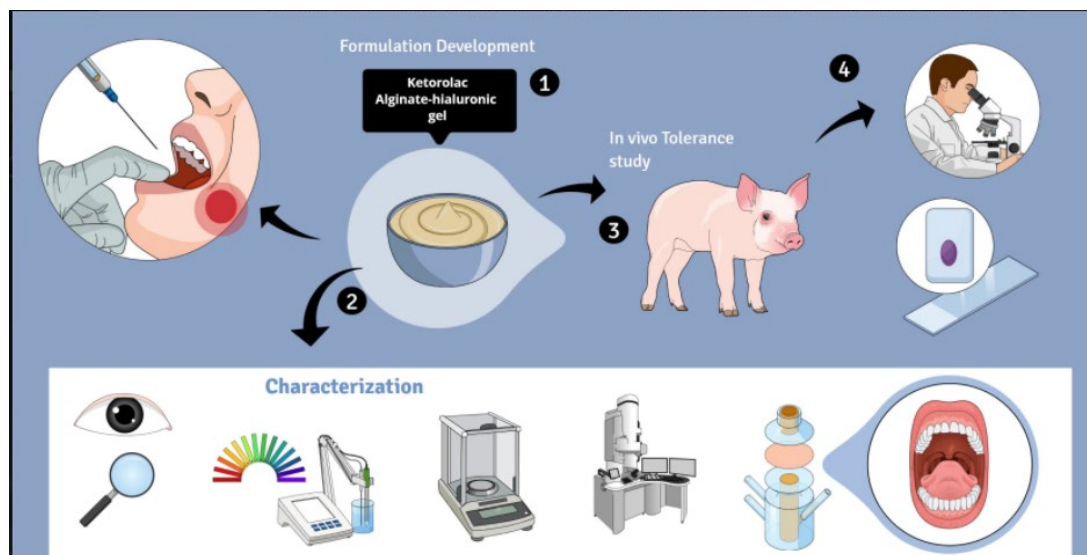 Formulation Development
1
Ketorolac
Alginate-hialuronic
gel
4
In vivo Tolerance
study
3
2
Characterization